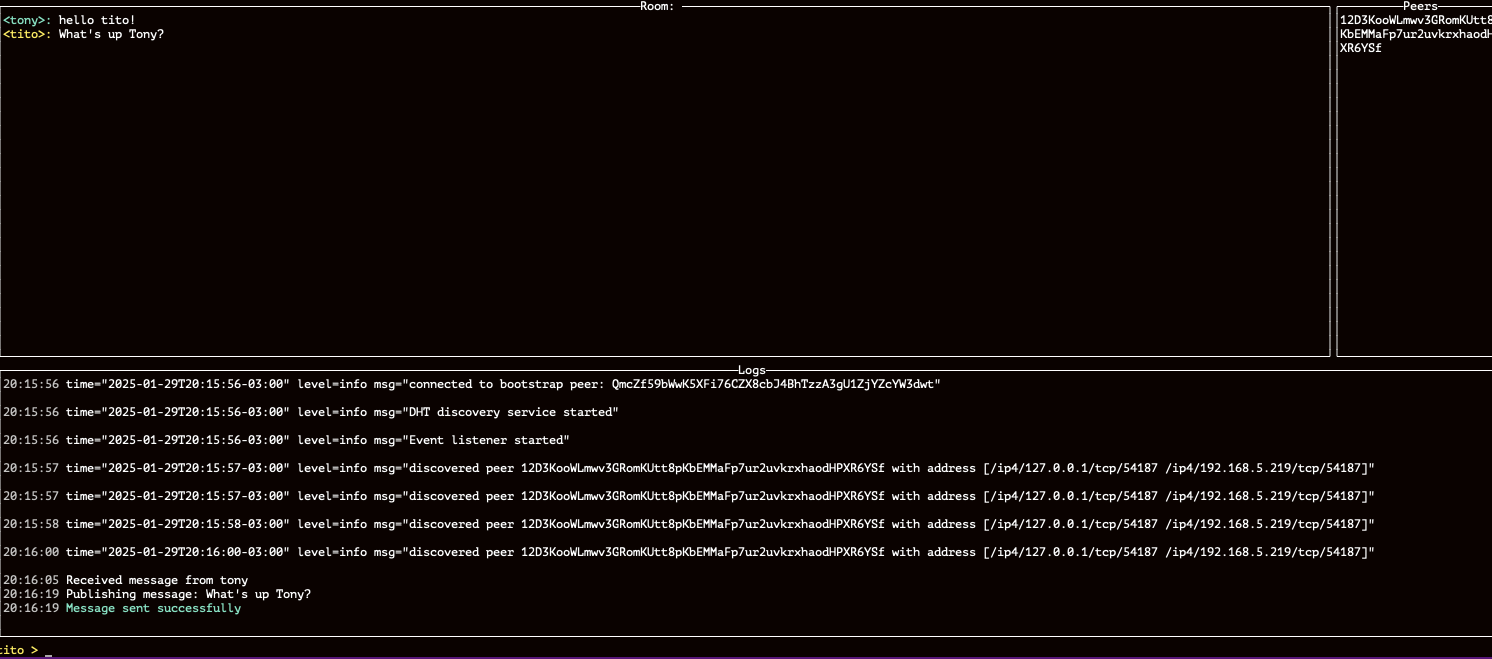 Room:
<tony>: hello tito!
<tito>: What's up Tony?
Peers
12D3KooWLmwv3GRomKUtt8
KbEMMaFp7ur2uvkrxhaodH
XR6YSf
Logs
20:15:56 time="2025-01-29T20:15:56-03:00" level=info msg="connected to bootstrap peer: QmcZf59bWwK5XFi76CZX8cbJ4BhTzzA3gU1ZjYZcYW3dwt"
20:15:56 time="2025-01-29T20:15:56-03:00" level=info msg="DHT discovery service started"
20:15:56 time="2025-01-29T20:15:56-03:00" level=info msg="Event listener started"
20:15:57 time="2025-01-29T20:15:57-03:00" level=info msg="discovered peer 12D3KooWLmwv3GRomKUtt8pKbEMMaFp7ur2uvkrxhaodHPXR6YSf with address [/ip4/127.0.0.1/tcp/54187 /ip4/192.168.5.219/tcp/54187]"
20:15:57 time="2025-01-29T20:15:57-03:00" level=info msg="discovered peer 12D3KooWLmwv3GRomKUtt8pKbEMMaFp7ur2uvkrxhaodHPXR6YSf with address [/ip4/127.0.0.1/tcp/54187 /ip4/192.168.5.219/tcp/54187]"
20:15:58 time="2025-01-29T20:15:58-03:00" level=info msg="discovered peer 12D3KooWLmwv3GRomKUtt8pKbEMMaFp7ur2uvkrxhaodHPXR6YSf with address [/ip4/127.0.0.1/tcp/54187 /ip4/192.168.5.219/tcp/54187]"
20:16:00 time="2025-01-29T20:16:00-03:00" level=info msg="discovered peer 12D3KooWLmwv3GRomKUtt8pKbEMMaFp7ur2uvkrxhaodHPXR6YSf with address [/ip4/127.0.0.1/tcp/54187 /ip4/192.168.5.219/tcp/54187]"
20:16:05 Received message from tony
20:16:19 Publishing message: What's up Tony?
20:16:19 Message sent successfully
tito > _